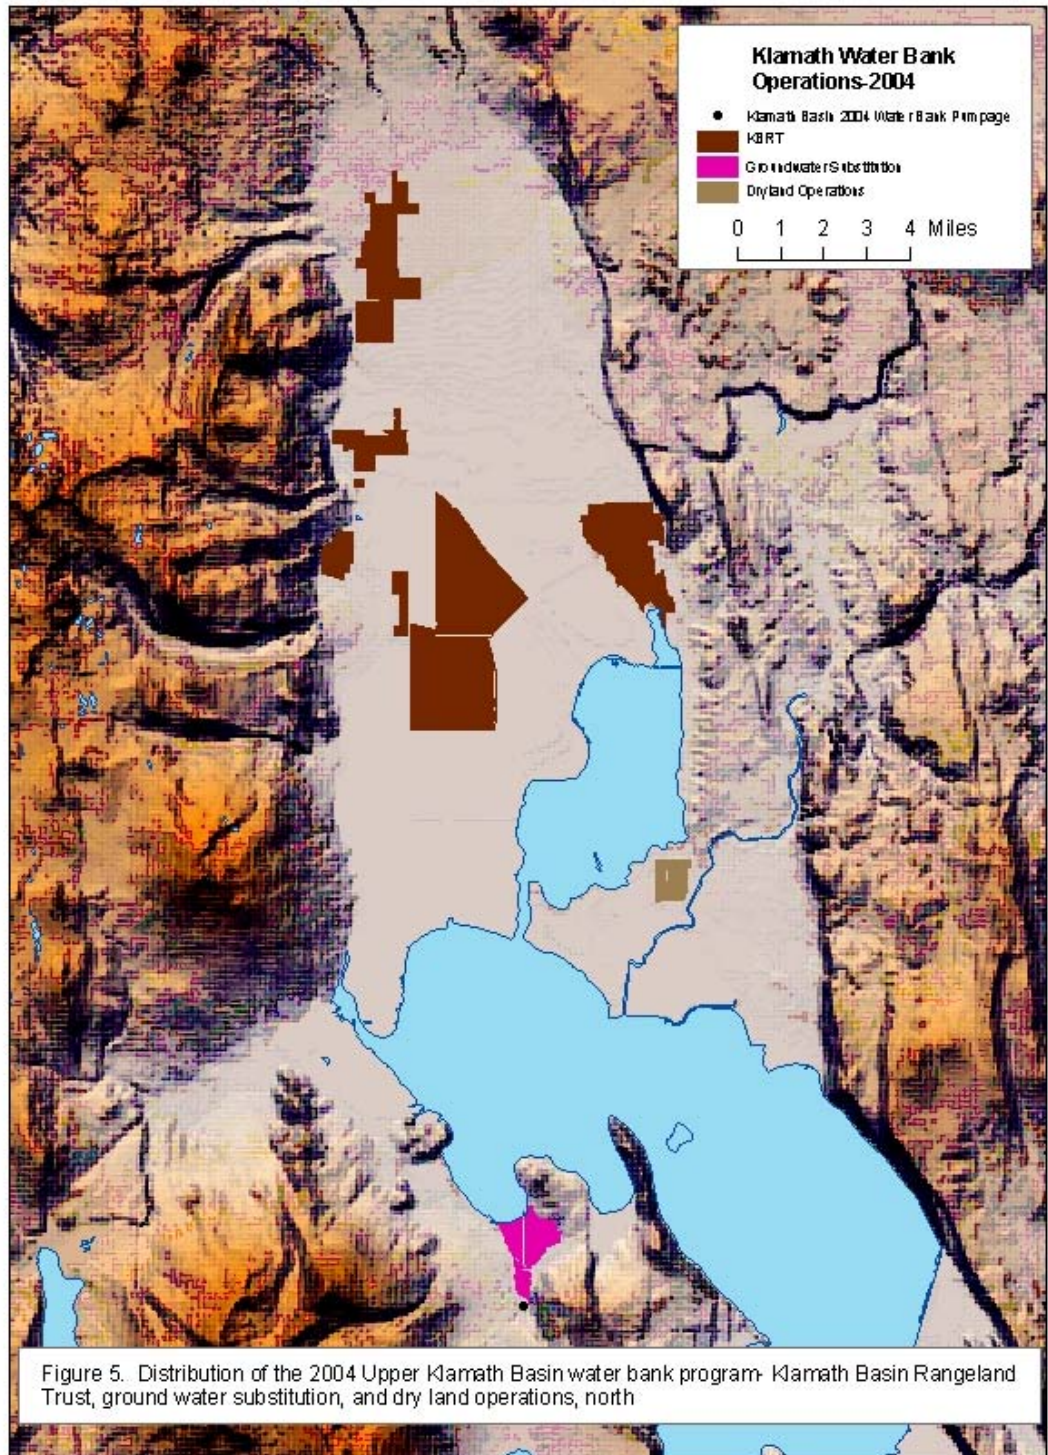 Klamath Water Bank
Operations-2004
Klamath Basin 2004 Water Bank Pumpage
KBRT
Groundwater Substitution
Dryland Operations
0 1 2 3 4 Miles
Figure 5. Distribution of the 2004 Upper Klamath Basin water bank program- Klamath Basin Rangeland
Trust, ground water substitution, and dry land operations, north